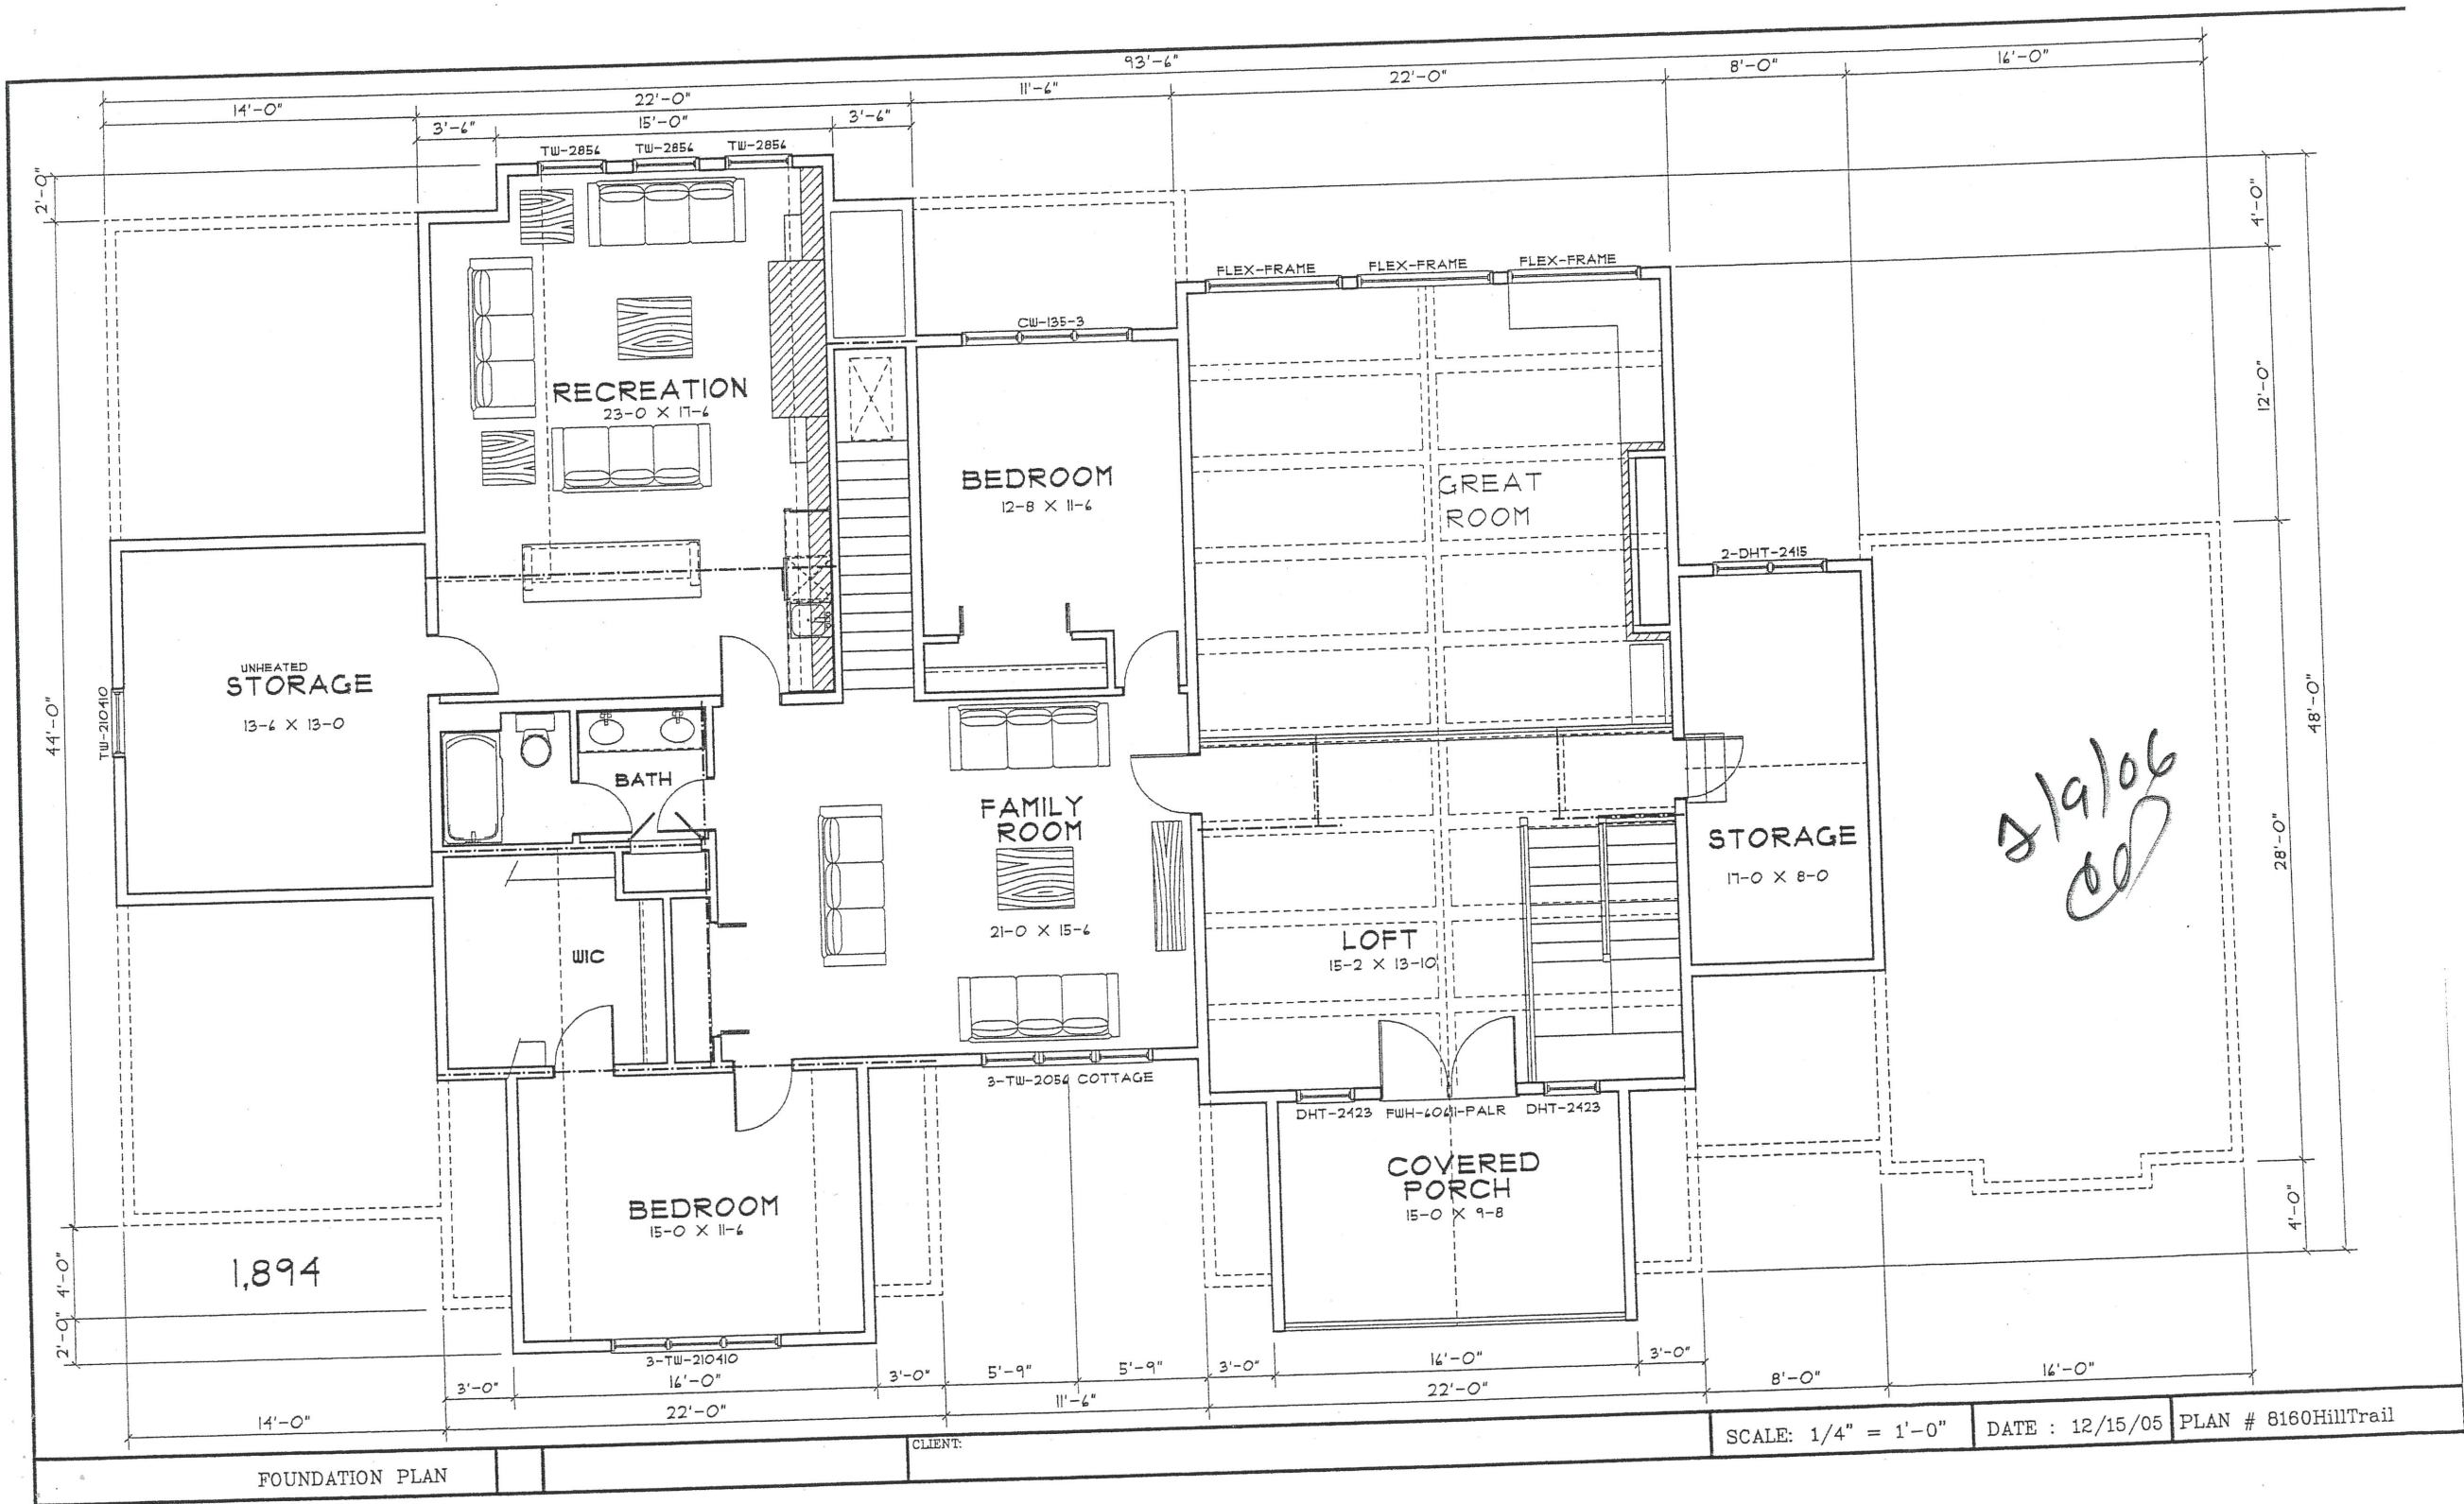 93'-6"
14'-0"
22'-0"
11'-6"
22'-0"
8'-0"
16'-0"
3'-6"
15'-0"
3'-6"
TW-2856
TW-2856
TW-2856
2'-0"
4'-0"
FLEX-FRAME
FLEX-FRAME
FLEX-FRAME
CW-135-3
RECREATION
23-0 X 17-6
12'-0"
BEDROOM
12-8 X 11-6
GREAT
ROOM
2-DHT-2415
UNHEATED
STORAGE
13-6 X 13-0
TW-210410
44'-0"
48'-0"
BATH
FAMILY
ROOM
21-0 X 15-6
STORAGE
17-0 X 8-0
28'-0"
LOFT
15-2 X 13-10
WIC
3-TW-2056 COTTAGE
DHT-2423
FWH-60611-PALR
DHT-2423
COVERED
PORCH
15-0 X 9-8
BEDROOM
15-0 X 11-6
1,894
4'-0"
2'-0"
4'-0"
3-TW-210410
3'-0"
16'-0"
3'-0"
5'-9"
5'-9"
3'-0"
16'-0"
3'-0"
14'-0"
22'-0"
11'-6"
22'-0"
8'-0"
16'-0"
FOUNDATION PLAN
CLIENT:
SCALE: 1/4" = 1'-0"
DATE : 12/15/05
PLAN # 8160HillTrail